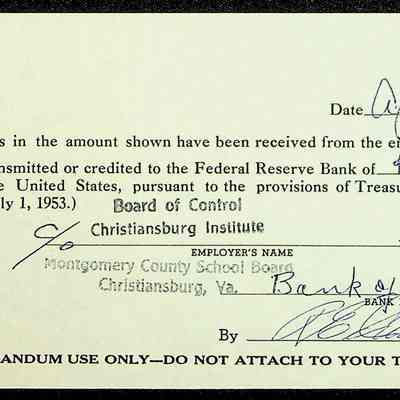 Date
s in the amount shown have been received from the e
nsmitted or credited to the Federal Reserve Bank of
e United States, pursuant to the provisions of Treasu
ly 1, 1953.) Board of Control
c/o Christiansburg Institute
EMPLOYER'S NAME
Montgomery County School Board
Christiansburg, Va. Bank of
BANK
By
ANDUM USE ONLY—DO NOT ATTACH TO YOUR T